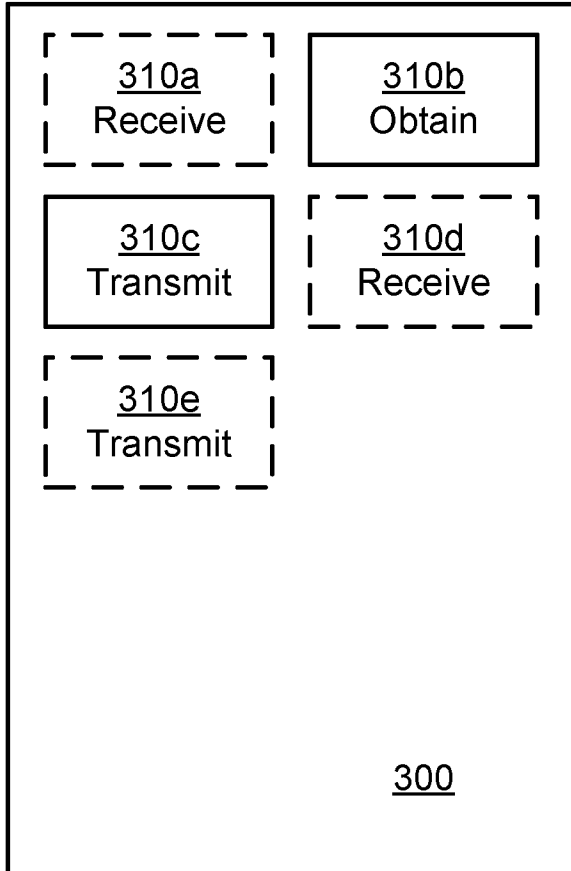 310a
Receive
310b
Obtain
310c
Transmit
310d
Receive
310e
Transmit
300